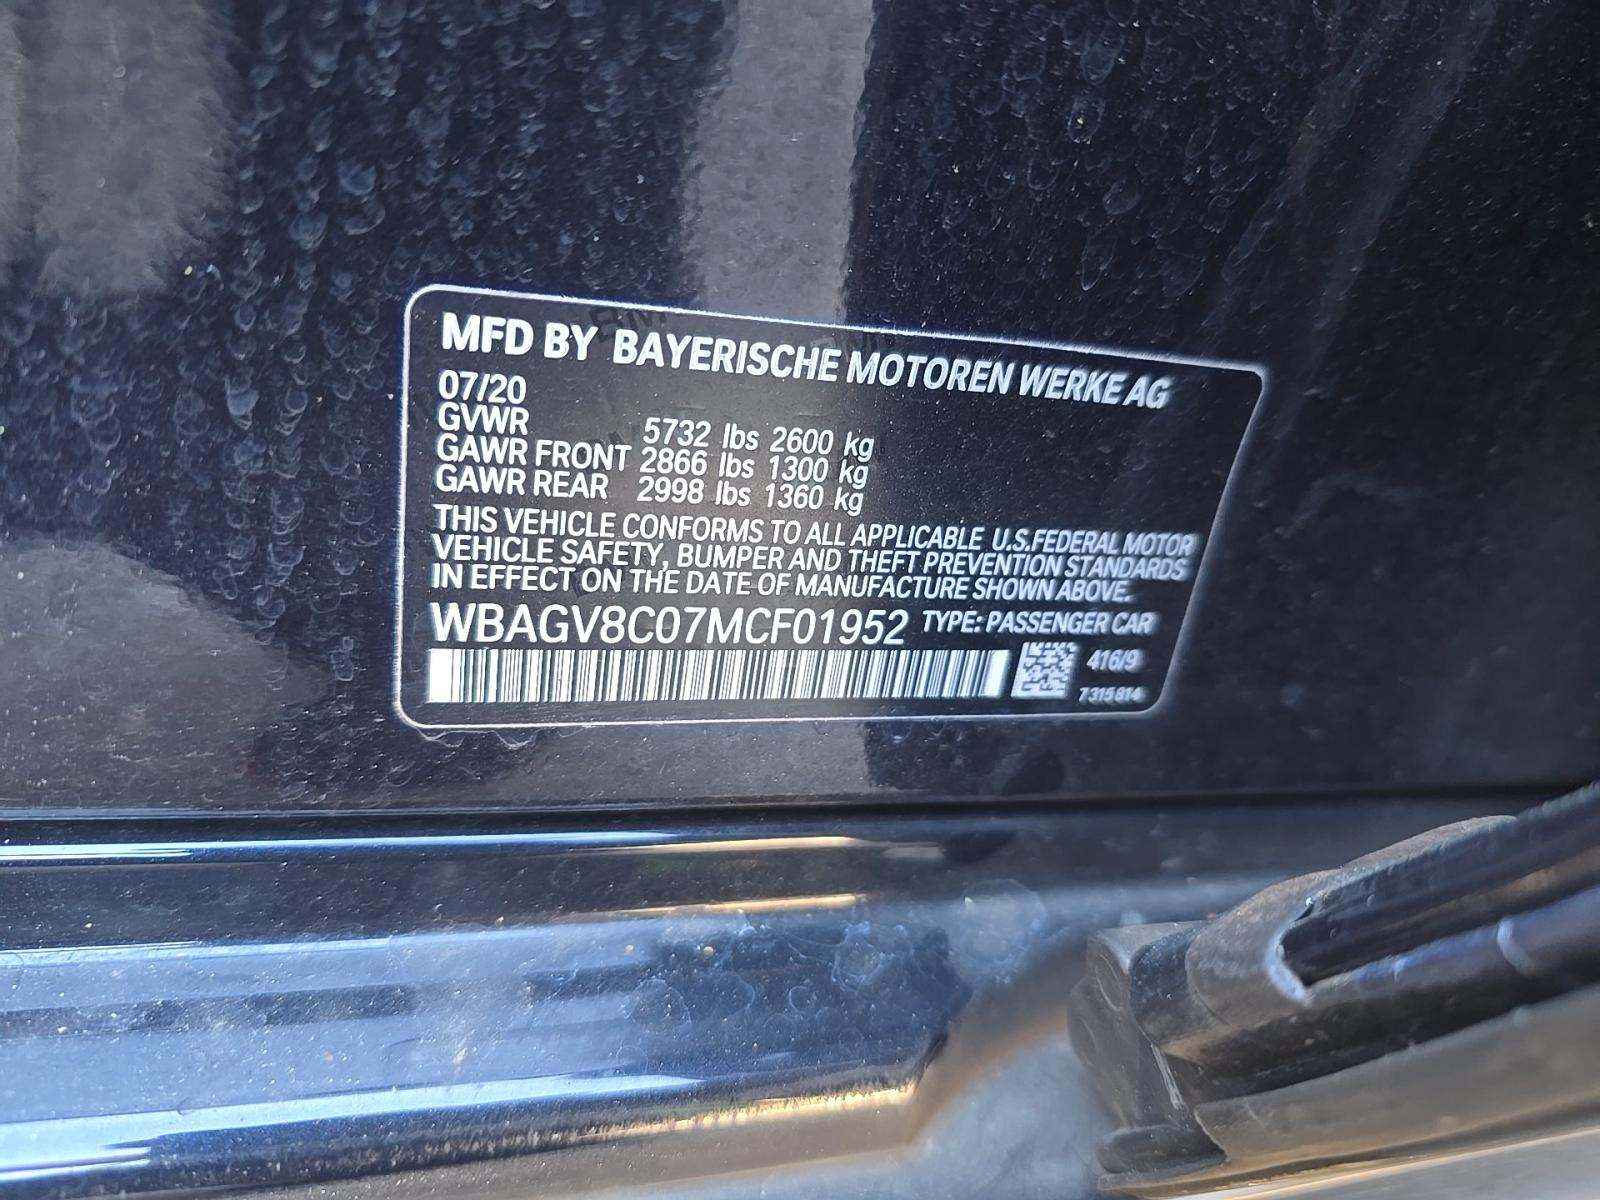 MFD BY BAYERISCHE MOTOREN WERKE AG
07/20
GVWR 5732 lbs 2600 kg
GAWR FRONT 2866 lbs 1300 kg
GAWR REAR 2998 lbs 1360 kg
THIS VEHICLE CONFORMS TO ALL APPLICABLE U.S.FEDERAL MOTOR
VEHICLE SAFETY, BUMPER AND THEFT PREVENTION STANDARDS
IN EFFECT ON THE DATE OF MANUFACTURE SHOWN ABOVE.
WBAGV8C07MCF01952 TYPE: PASSENGER CAR
416/9
7315814